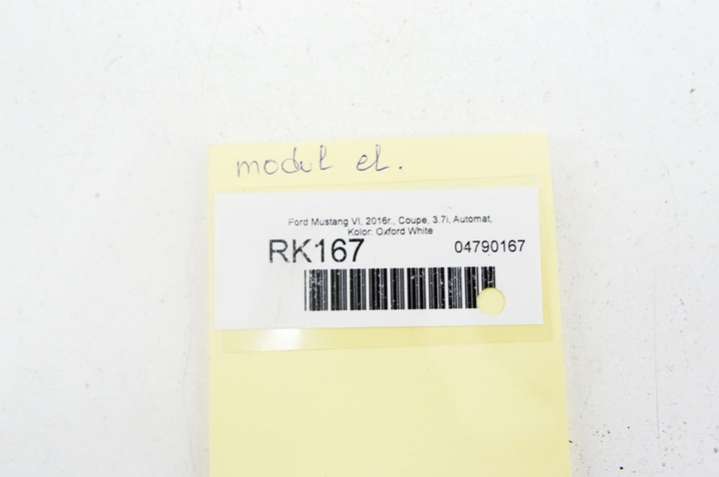 modul el.
Ford Mustang VI, 2016r., Coupe, 3.7i, Automat,
Kolor: Oxford White
RK167 04790167